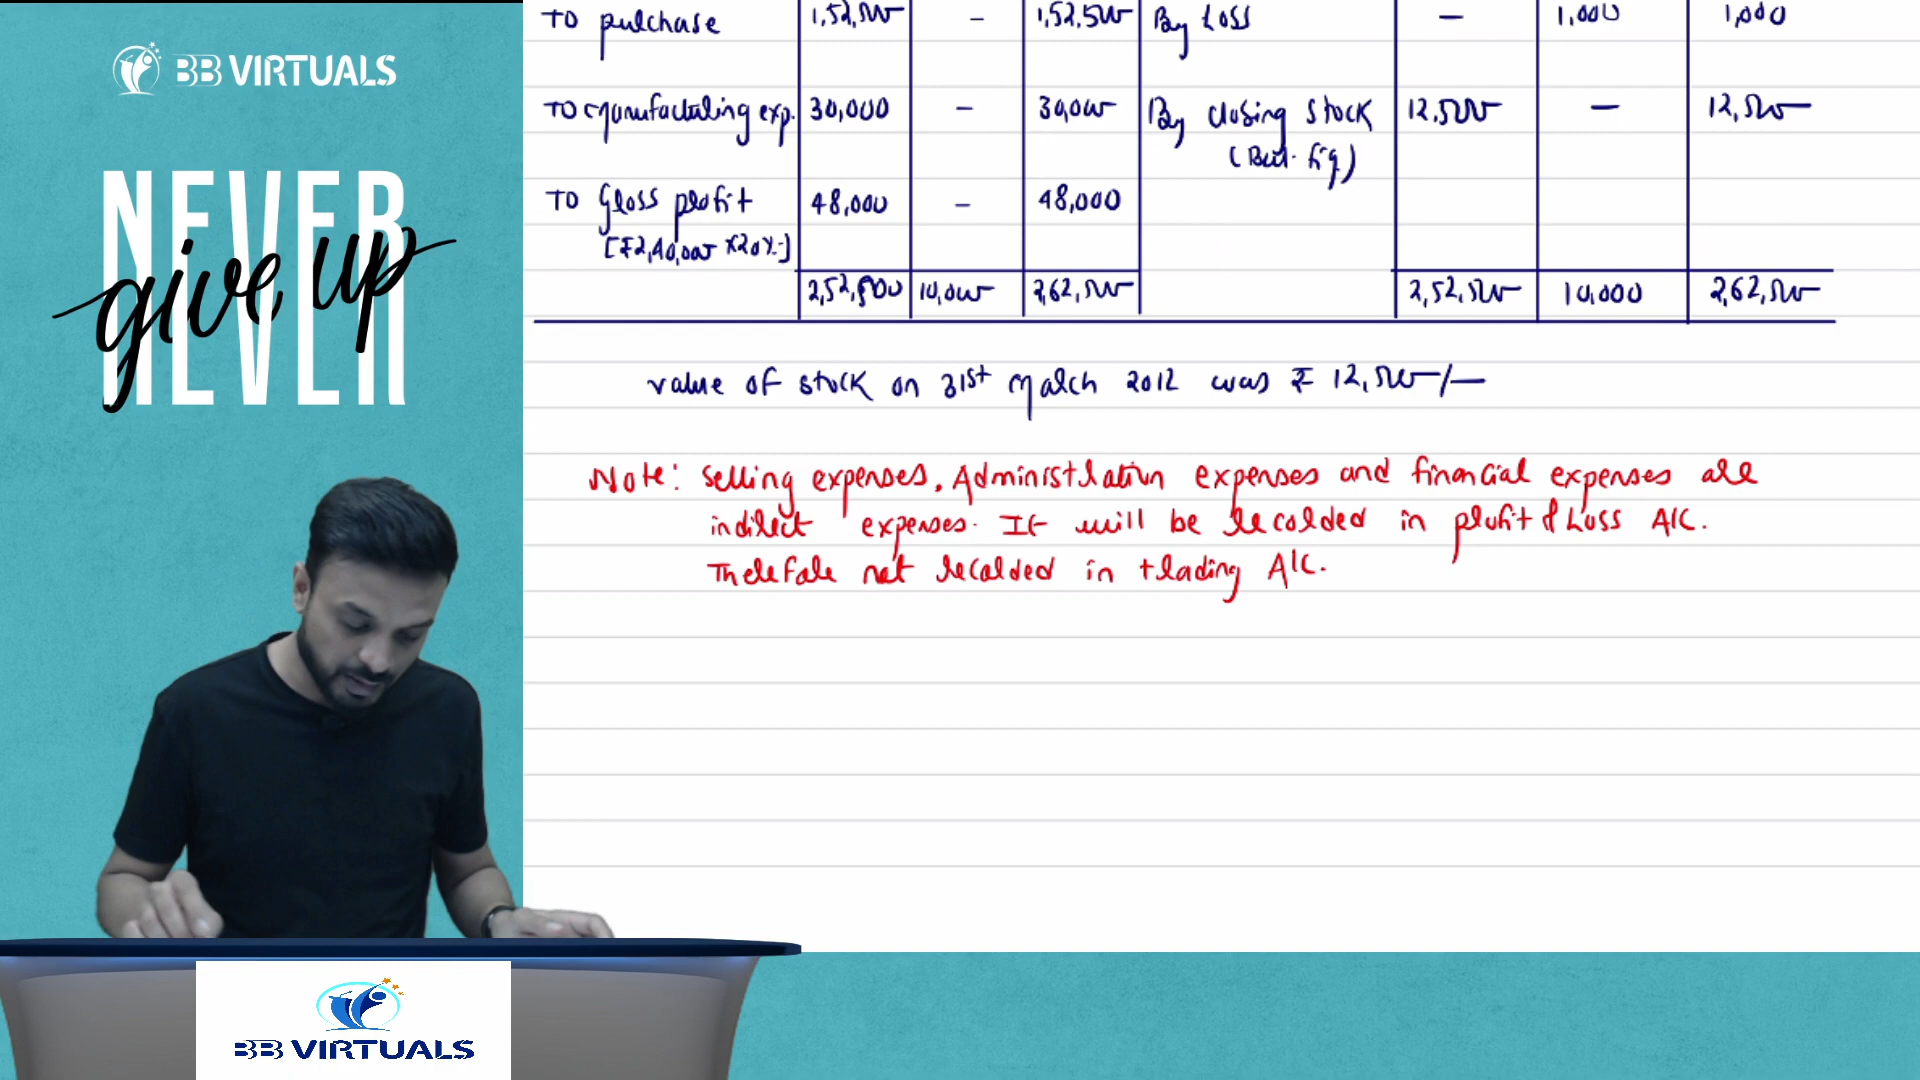 BB VIRTUALS
NEVER
give up
NEVER
To purchase 1,52,500 – 1,52,500 By Loss – 1,000 1,000
To Manufacturing exp. 30,000 – 30,000 By closing stock 12,500 – 12,500
(Bal. fig)
To Gross profit 48,000 – 48,000
[₹2,40,000 x20%]
2,52,500 10,000 2,62,500 2,52,500 10,000 2,62,500
value of stock on 31st March 2012 was ₹ 12,500/–
Note: Selling expenses, Administration expenses and financial expenses are
indirect expenses. It will be recorded in profit & Loss A/C.
Therefore not recorded in trading A/C.
BB VIRTUALS